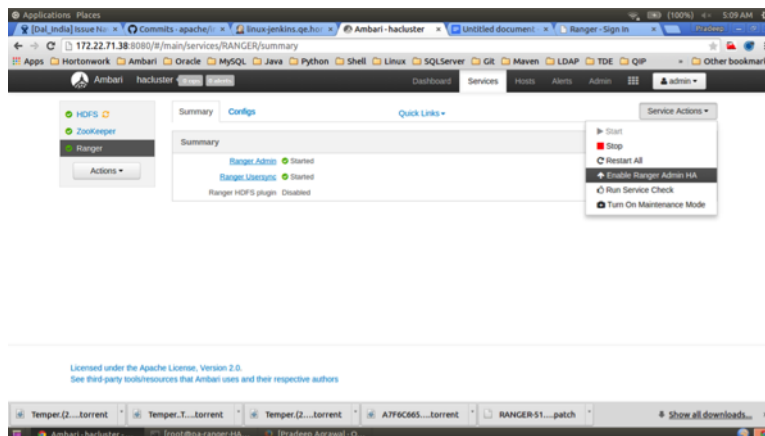 Applications Places (100%) 5:09 AM
[Dal_India] Issue Na Commits - apache/ linux-jenkins.qe.hor Ambari - hacluster Untitled document Ranger - Sign In
172.22.71.38:8080/#/main/services/RANGER/summary
Apps Hortonwork Ambari Oracle MySQL Java Python Shell Linux SQLServer Git Maven LDAP TDE QIP » Other bookmar
Ambari hacluster 0 ops 0 alerts Dashboard Services Hosts Alerts Admin admin
HDFS Summary Configs Quick Links Service Actions
ZooKeeper
Ranger
Actions
Summary
Ranger Admin Started
Ranger Usersync Started
Ranger HDFS plugin Disabled
Start
Stop
Restart All
Enable Ranger Admin HA
Run Service Check
Turn On Maintenance Mode
Licensed under the Apache License, Version 2.0.
See third-party tools/resources that Ambari uses and their respective authors
Temper.(2....torrent Temper..T....torrent Temper.(2....torrent A7F6C665....torrent RANGER-51....patch Show all downloads...
Ambari - hacluster -